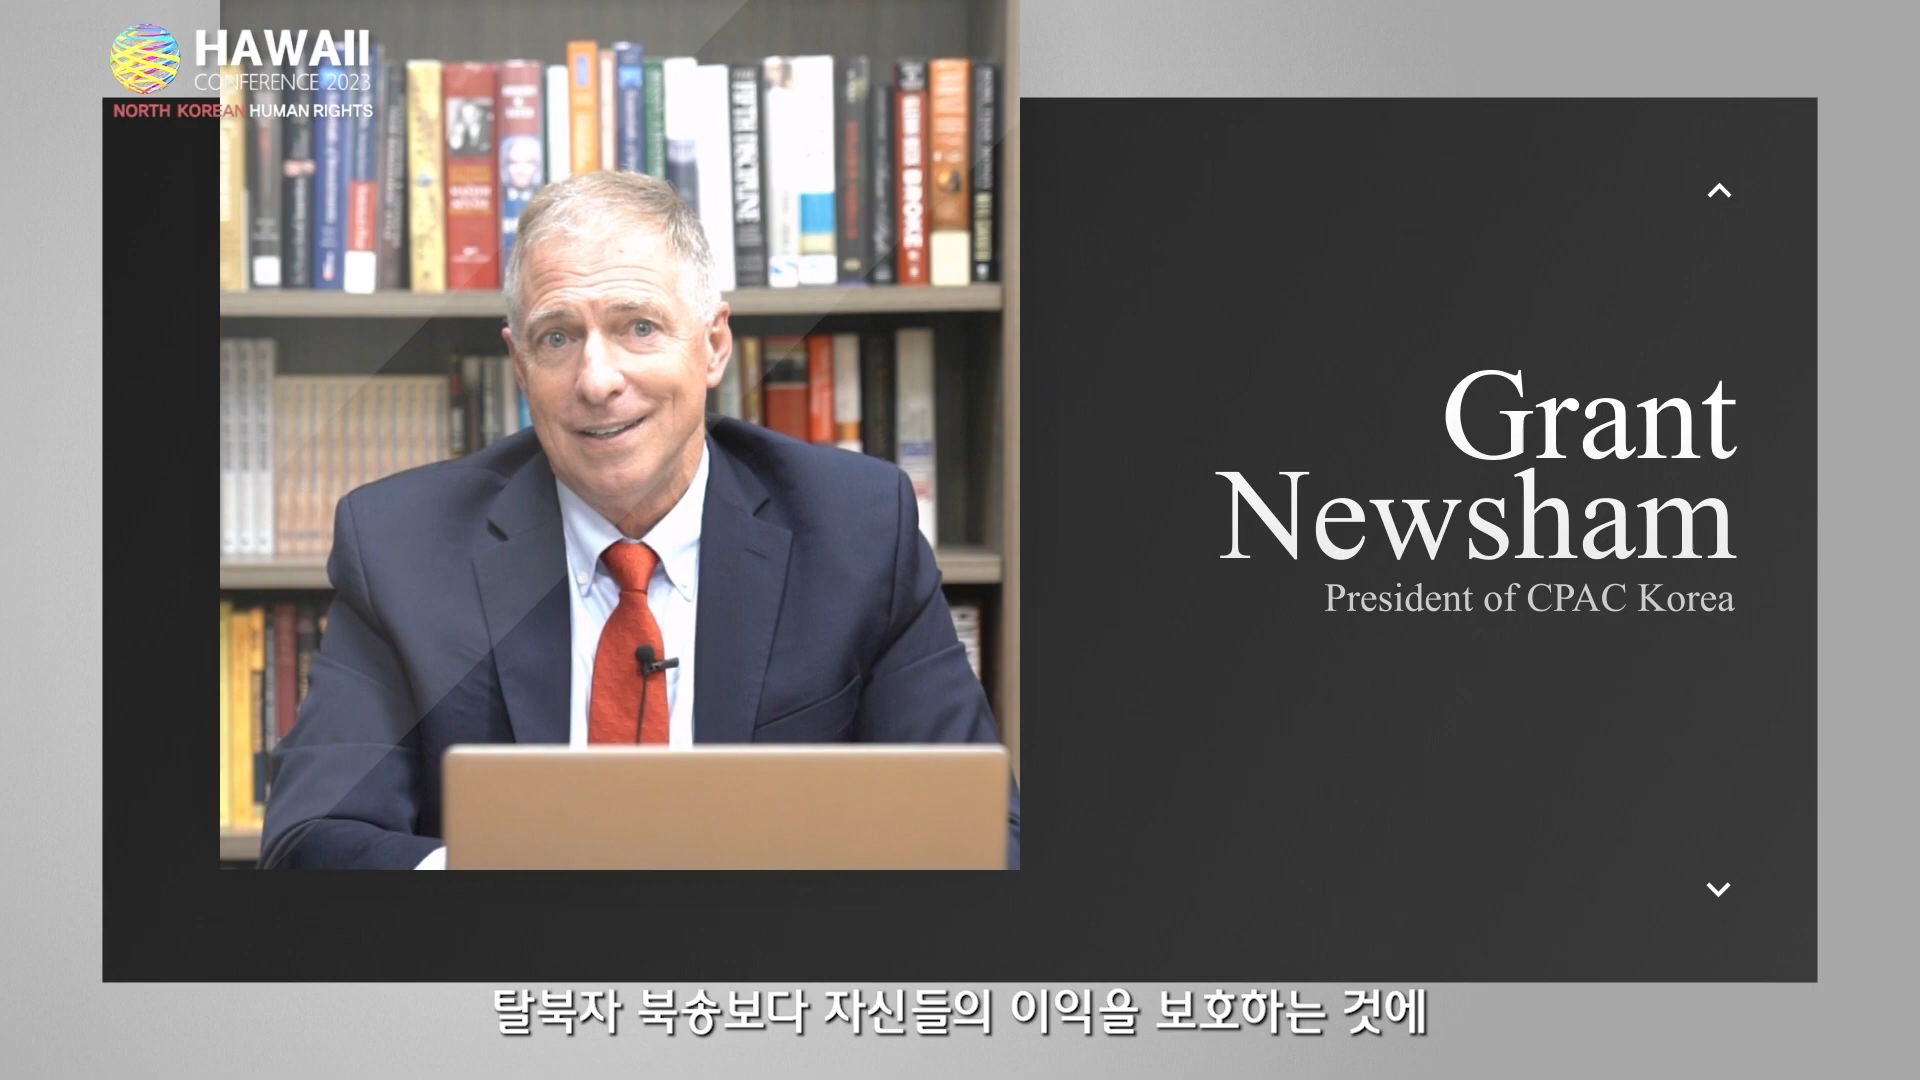 HAWAII
CONFERENCE 2023
NORTH KOREAN HUMAN RIGHTS
Grant
Newsham
President of CPAC Korea
탈북자 북송보다 자신들의 이익을 보호하는 것에